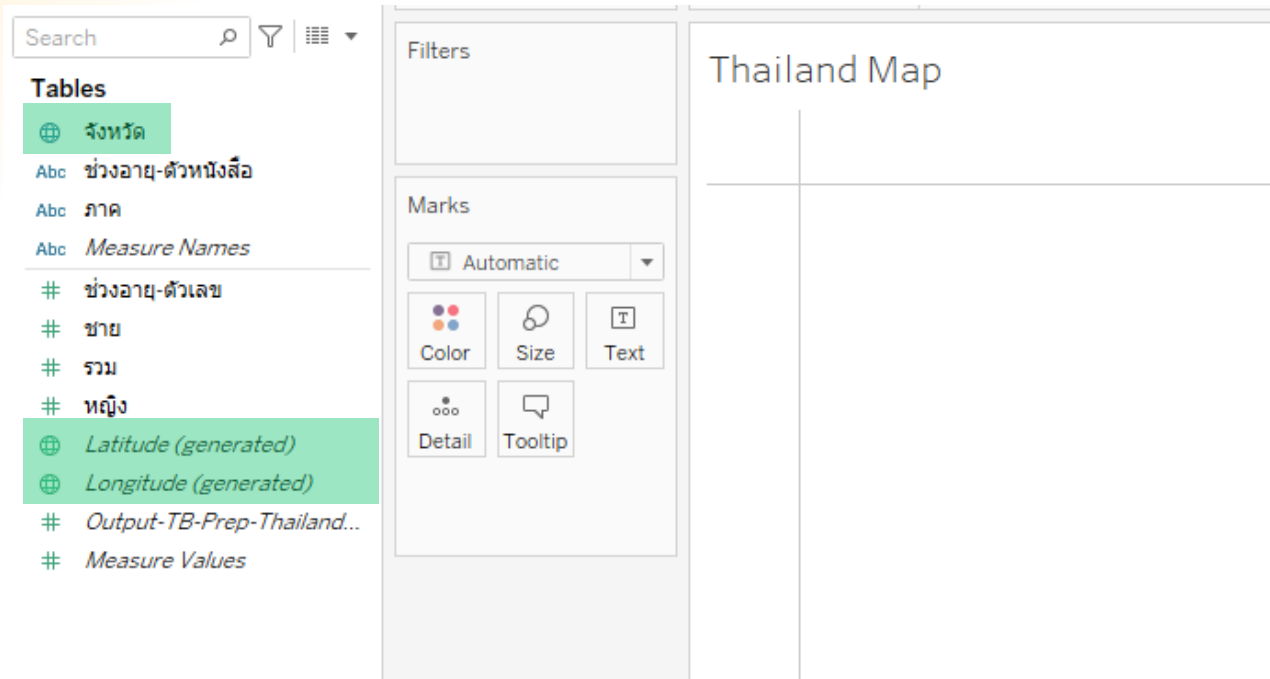 Search
Tables
จังหวัด
Abc ช่วงอายุ-ตัวหนังสือ
Abc ภาค
Abc Measure Names
ช่วงอายุ-ตัวเลข
ชาย
รวม
หญิง
Latitude (generated)
Longitude (generated)
Output-TB-Prep-Thailand...
Measure Values
Filters
Marks
T Automatic
Color Size T Text
Detail Tooltip
Thailand Map